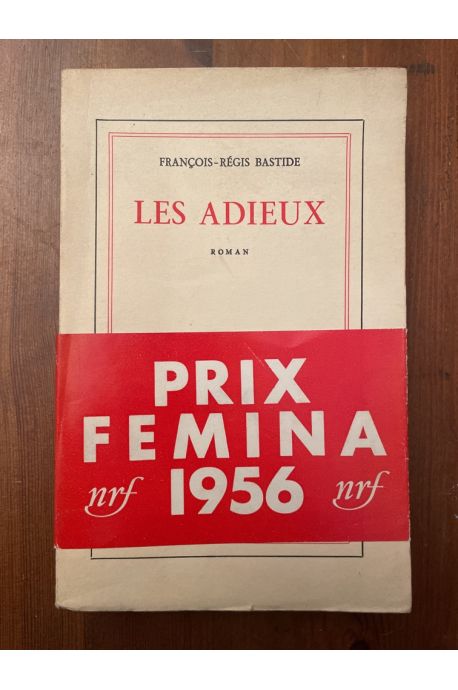 FRANÇOIS-RÉGIS BASTIDE
LES ADIEUX
ROMAN
PRIX
FEMINA
nrf 1956 nrf